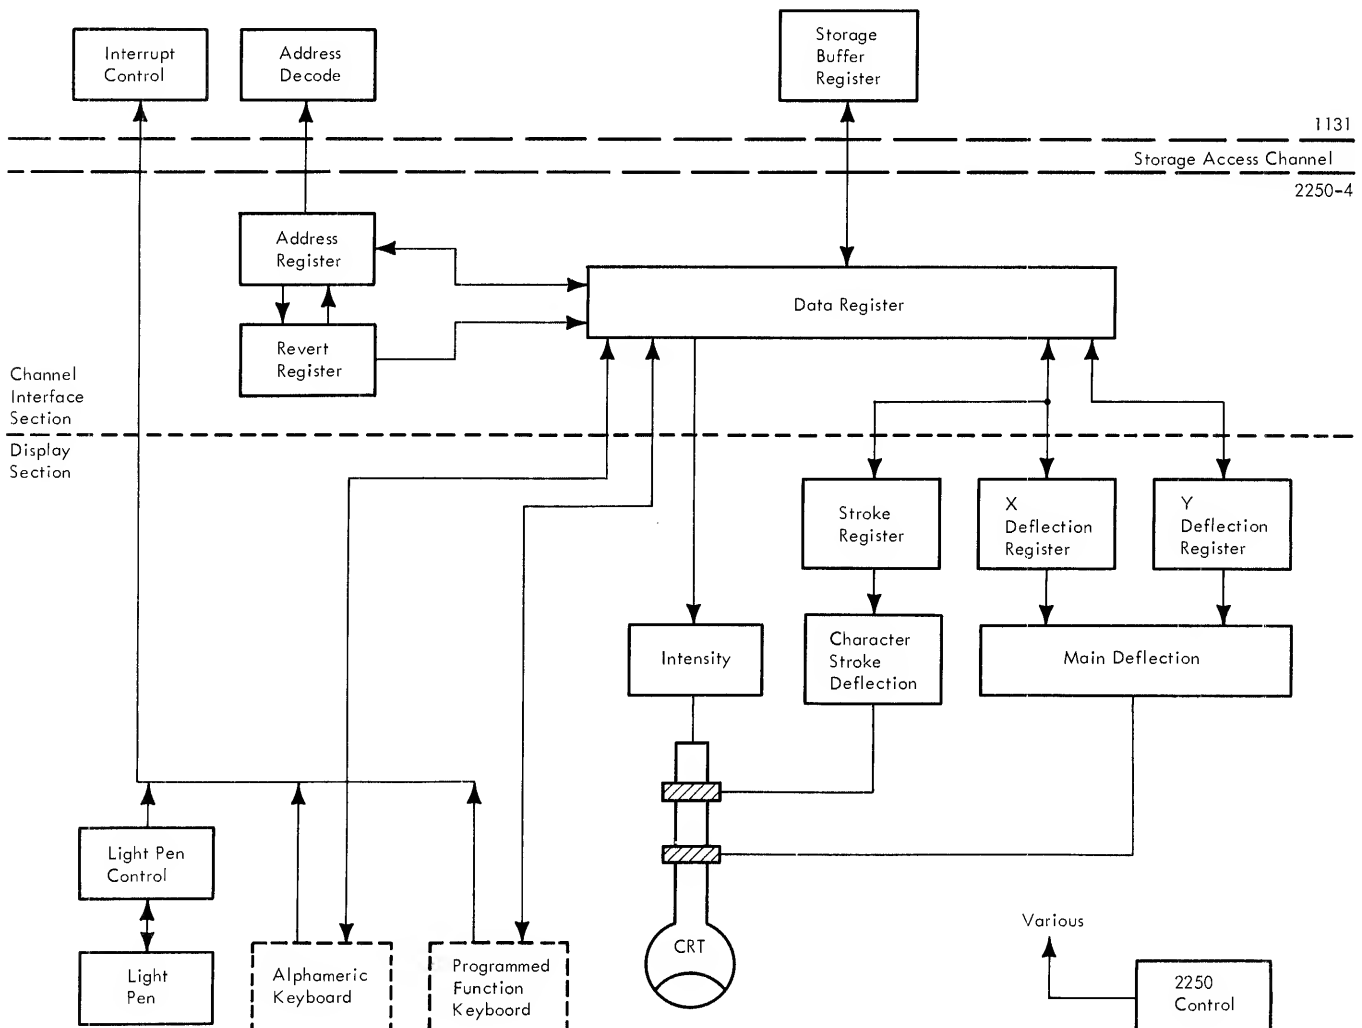 Interrupt
Control
Address
Decode
Storage
Buffer
Register
1131
Storage Access Channel
2250-4
Address
Register
Data Register
Revert
Register
Channel
Interface
Section
Display
Section
Stroke
Register
X
Deflection
Register
Y
Deflection
Register
Intensity
Character
Stroke
Deflection
Main Deflection
Light Pen
Control
Light
Pen
Alphameric
Keyboard
Programmed
Function
Keyboard
CRT
Various
2250
Control